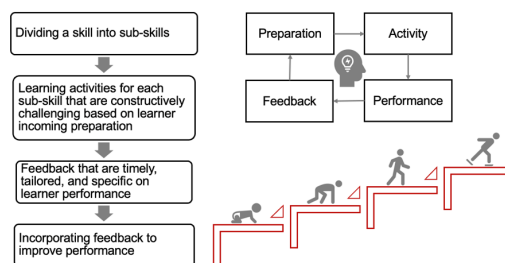 Dividing a skill into sub-skills
Learning activities for each
sub-skill that are constructively
challenging based on learner
incoming preparation
Feedback that are timely,
tailored, and specific on
learner performance
Incorporating feedback to
improve performance
Preparation
Activity
Feedback
Performance